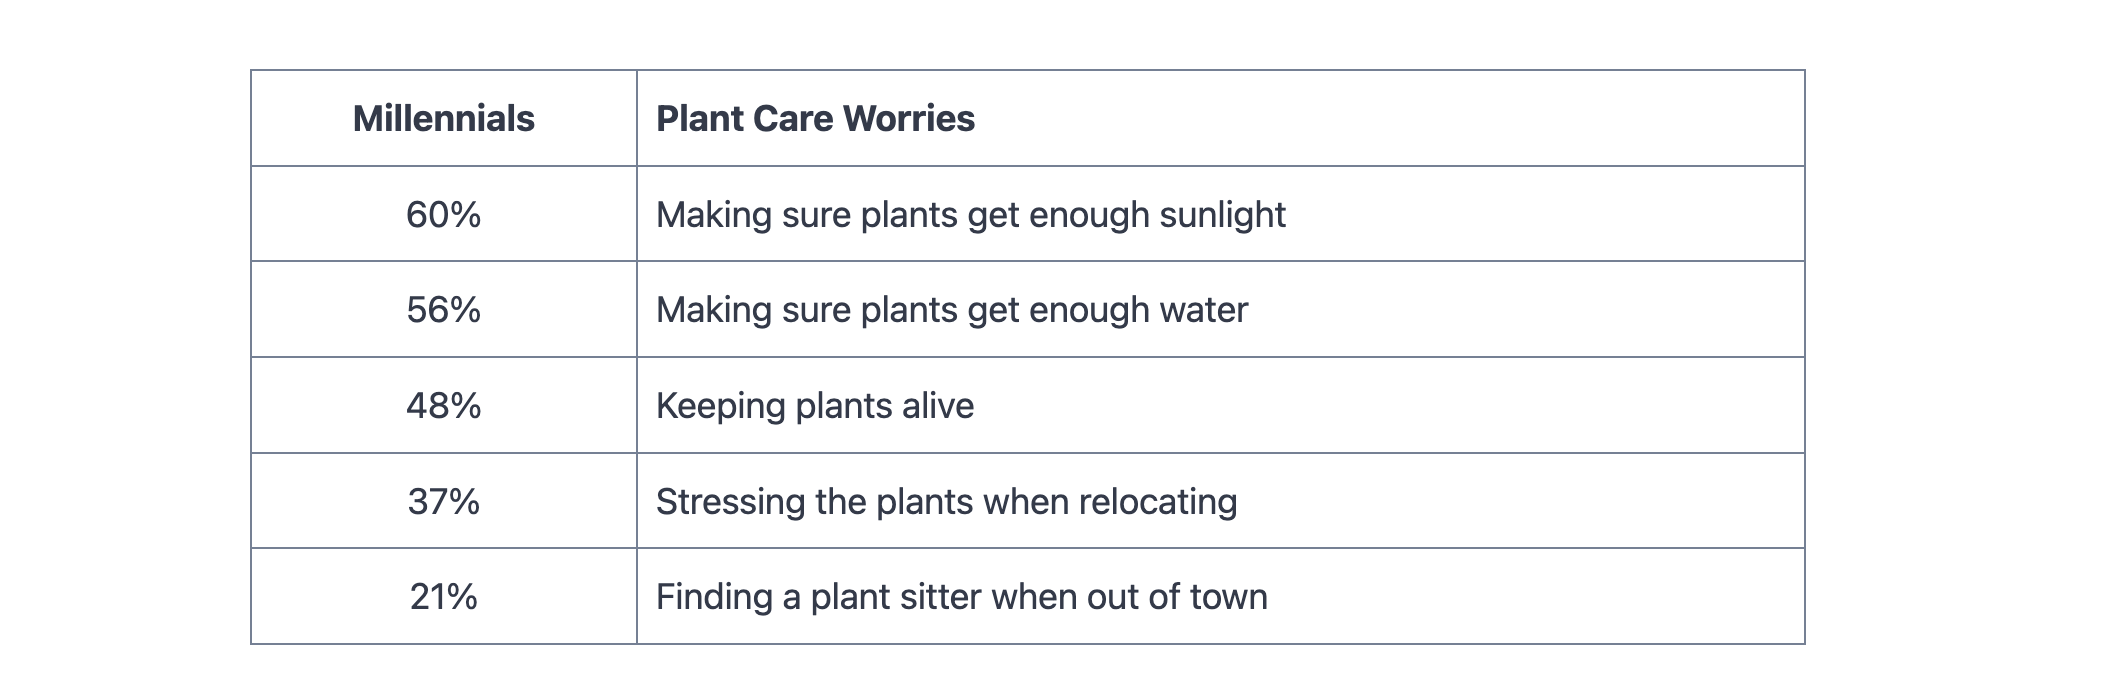 Millennials Plant Care Worries
60% Making sure plants get enough sunlight
56% Making sure plants get enough water
48% Keeping plants alive
37% Stressing the plants when relocating
21% Finding a plant sitter when out of town